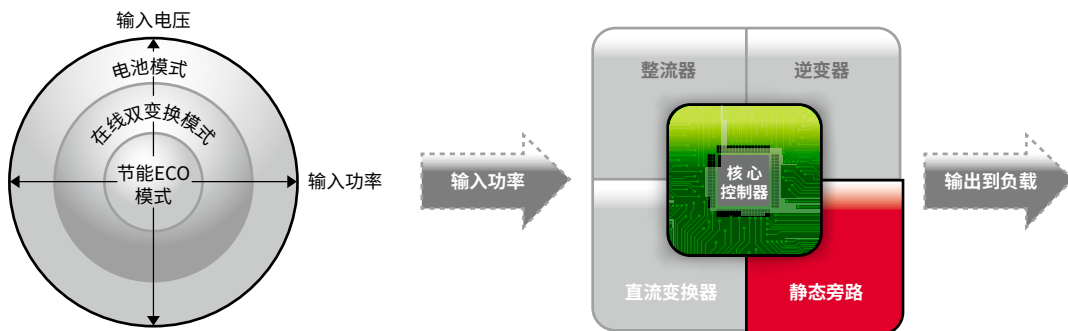 输入电压
电池模式
在线双变换模式
节能ECO
模式
输入功率
输入功率
整流器
逆变器
核 心
控制器
直流变换器
静态旁路
输出到负载